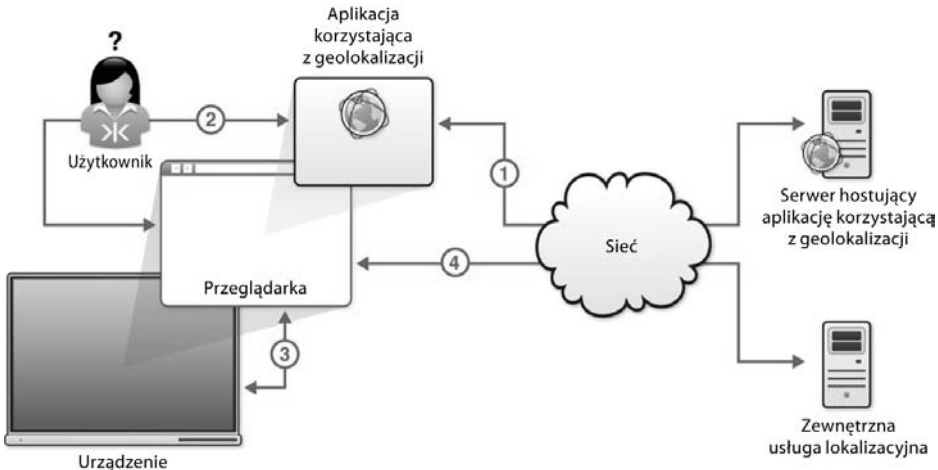 Aplikacja
korzystająca
z geolokalizacji
?
2
Użytkownik
1
Serwer hostujący
aplikację korzystającą
z geolokalizacji
Sieć
4
Przeglądarka
3
Zewnętrzna
usługa lokalizacyjna
Urządzenie